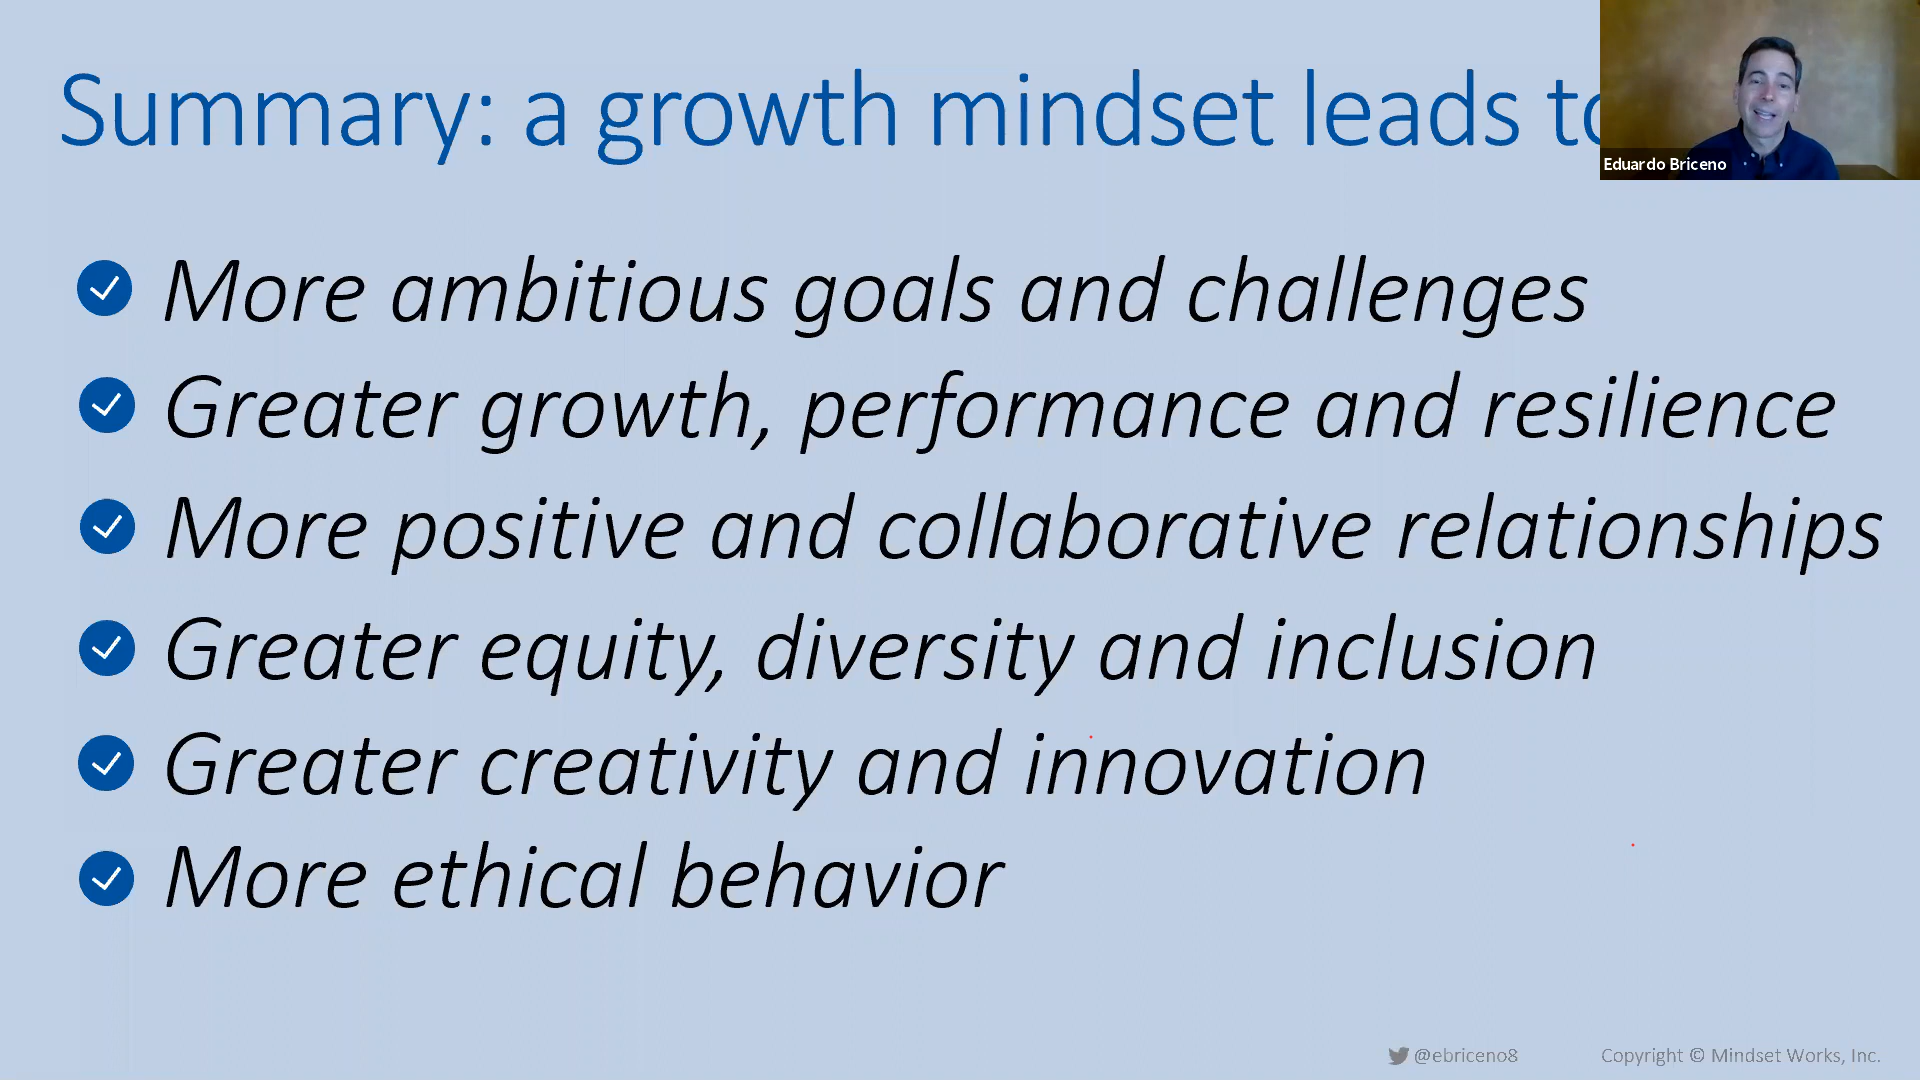 Summary: a growth mindset leads to
Eduardo Briceno
More ambitious goals and challenges
Greater growth, performance and resilience
More positive and collaborative relationships
Greater equity, diversity and inclusion
Greater creativity and innovation
More ethical behavior
@ebriceno8
Copyright © Mindset Works, Inc.